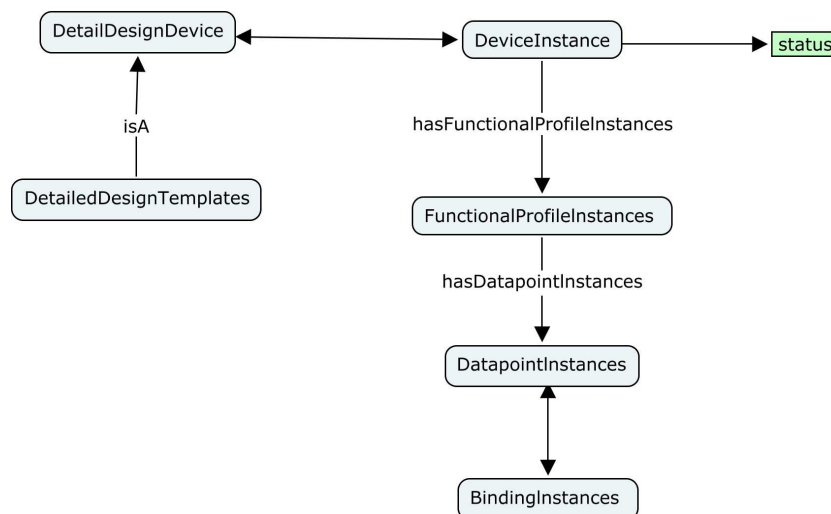 DetailDesignDevice
DeviceInstance
status
isA
hasFunctionalProfileInstances
DetailedDesignTemplates
FunctionalProfileInstances
hasDatapointInstances
DatapointInstances
BindingInstances